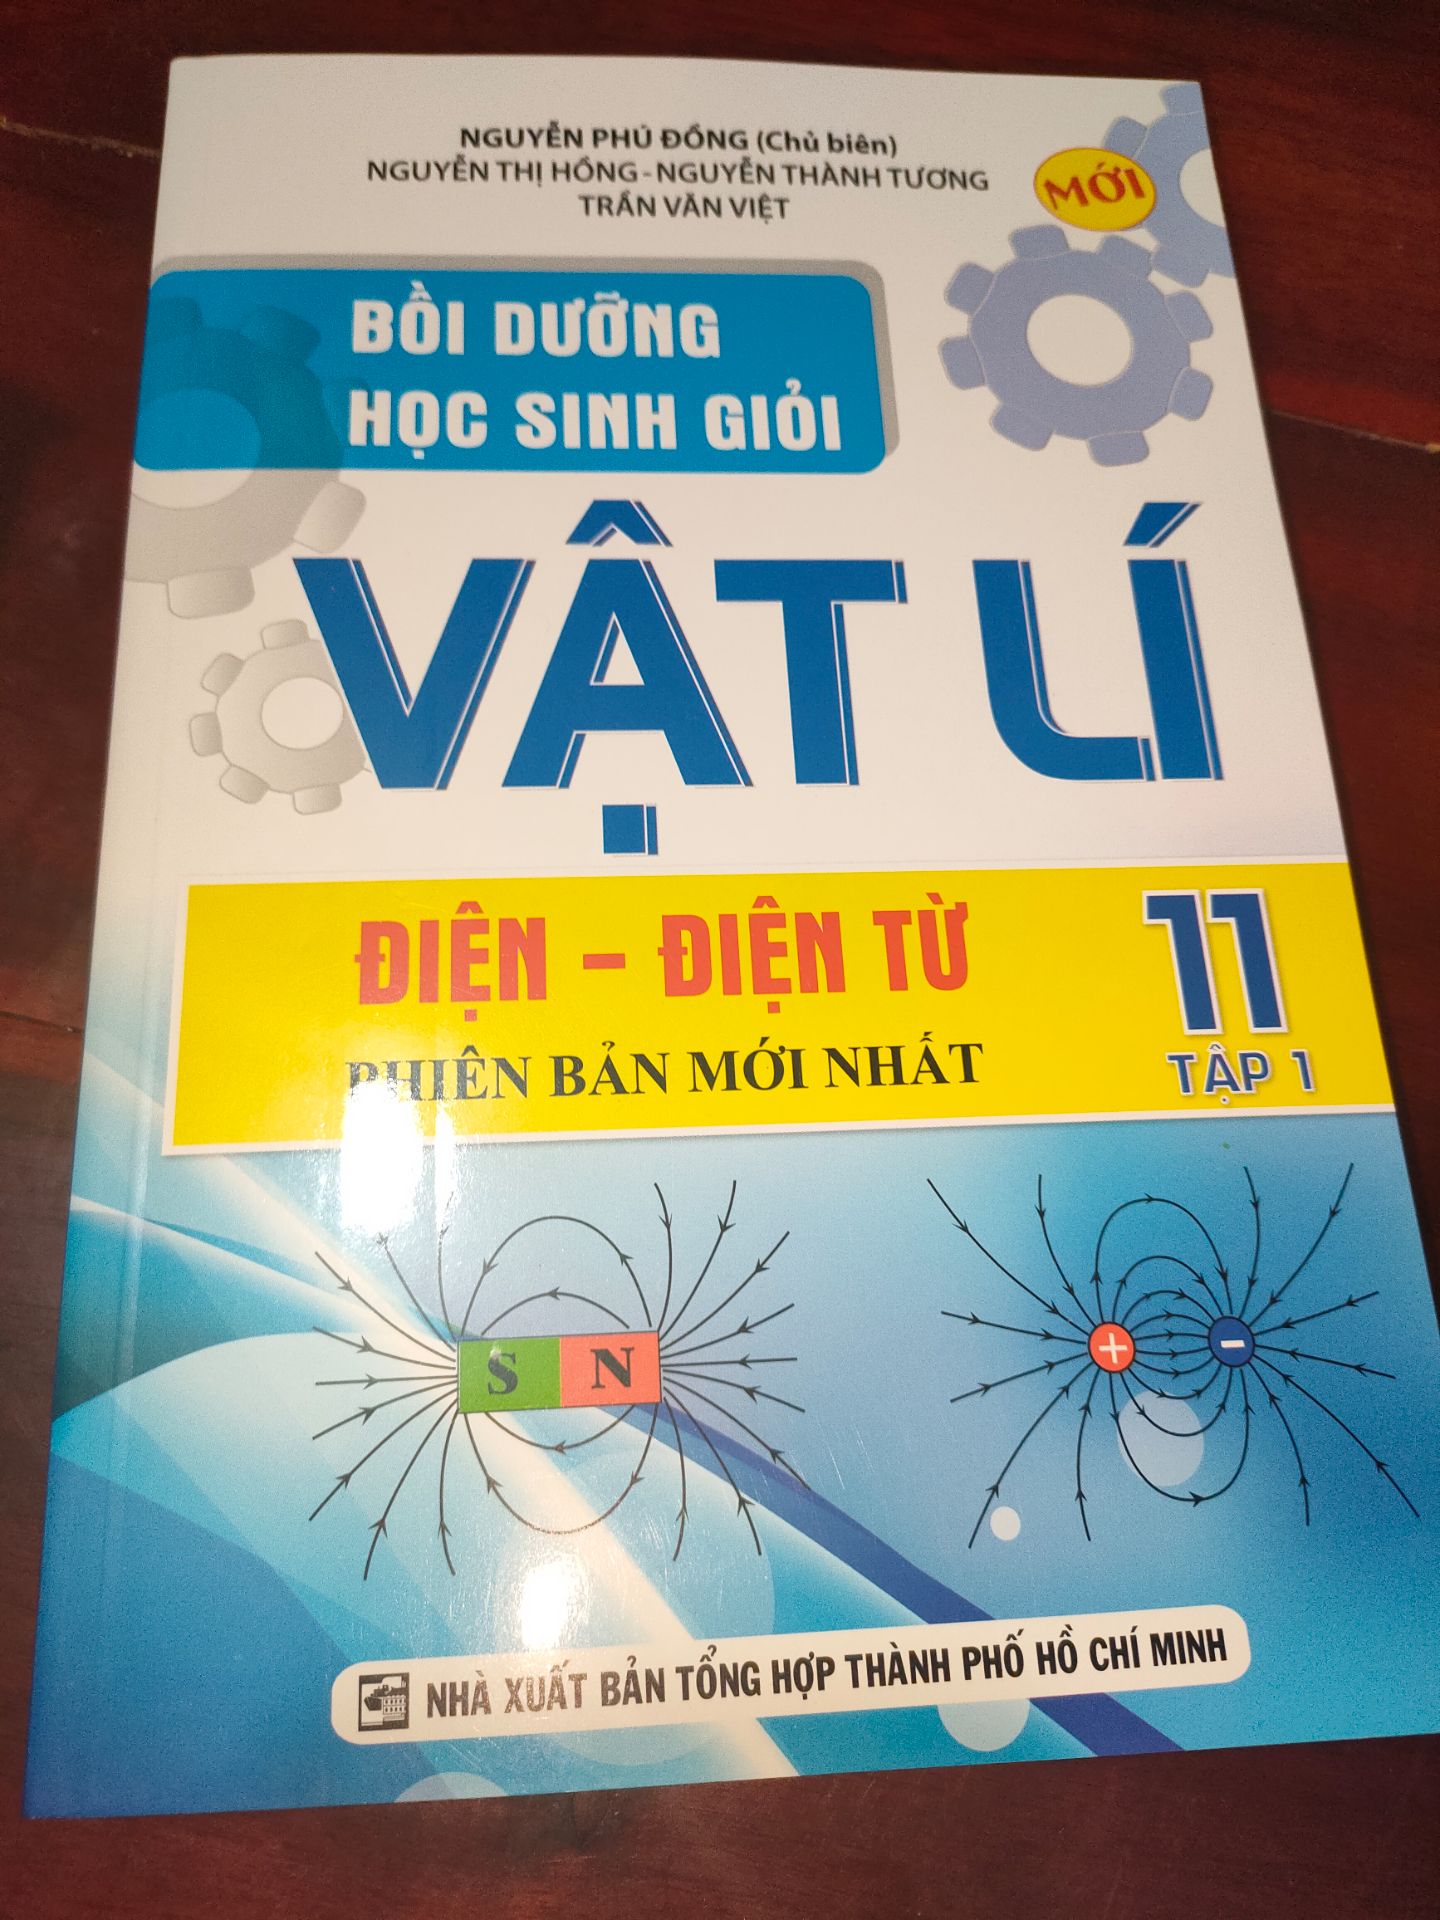 NGUYỄN PHÚ ĐỒNG (Chủ biên)
NGUYỄN THỊ HỒNG - NGUYỄN THÀNH TƯƠNG
TRẦN VĂN VIỆT
MỚI
BỒI DƯỠNG
HỌC SINH GIỎI
VẬT LÍ
ĐIỆN - ĐIỆN TỪ
11
PHIÊN BẢN MỚI NHẤT
TẬP 1
S N
+ -
NHÀ XUẤT BẢN TỔNG HỢP THÀNH PHỐ HỒ CHÍ MINH